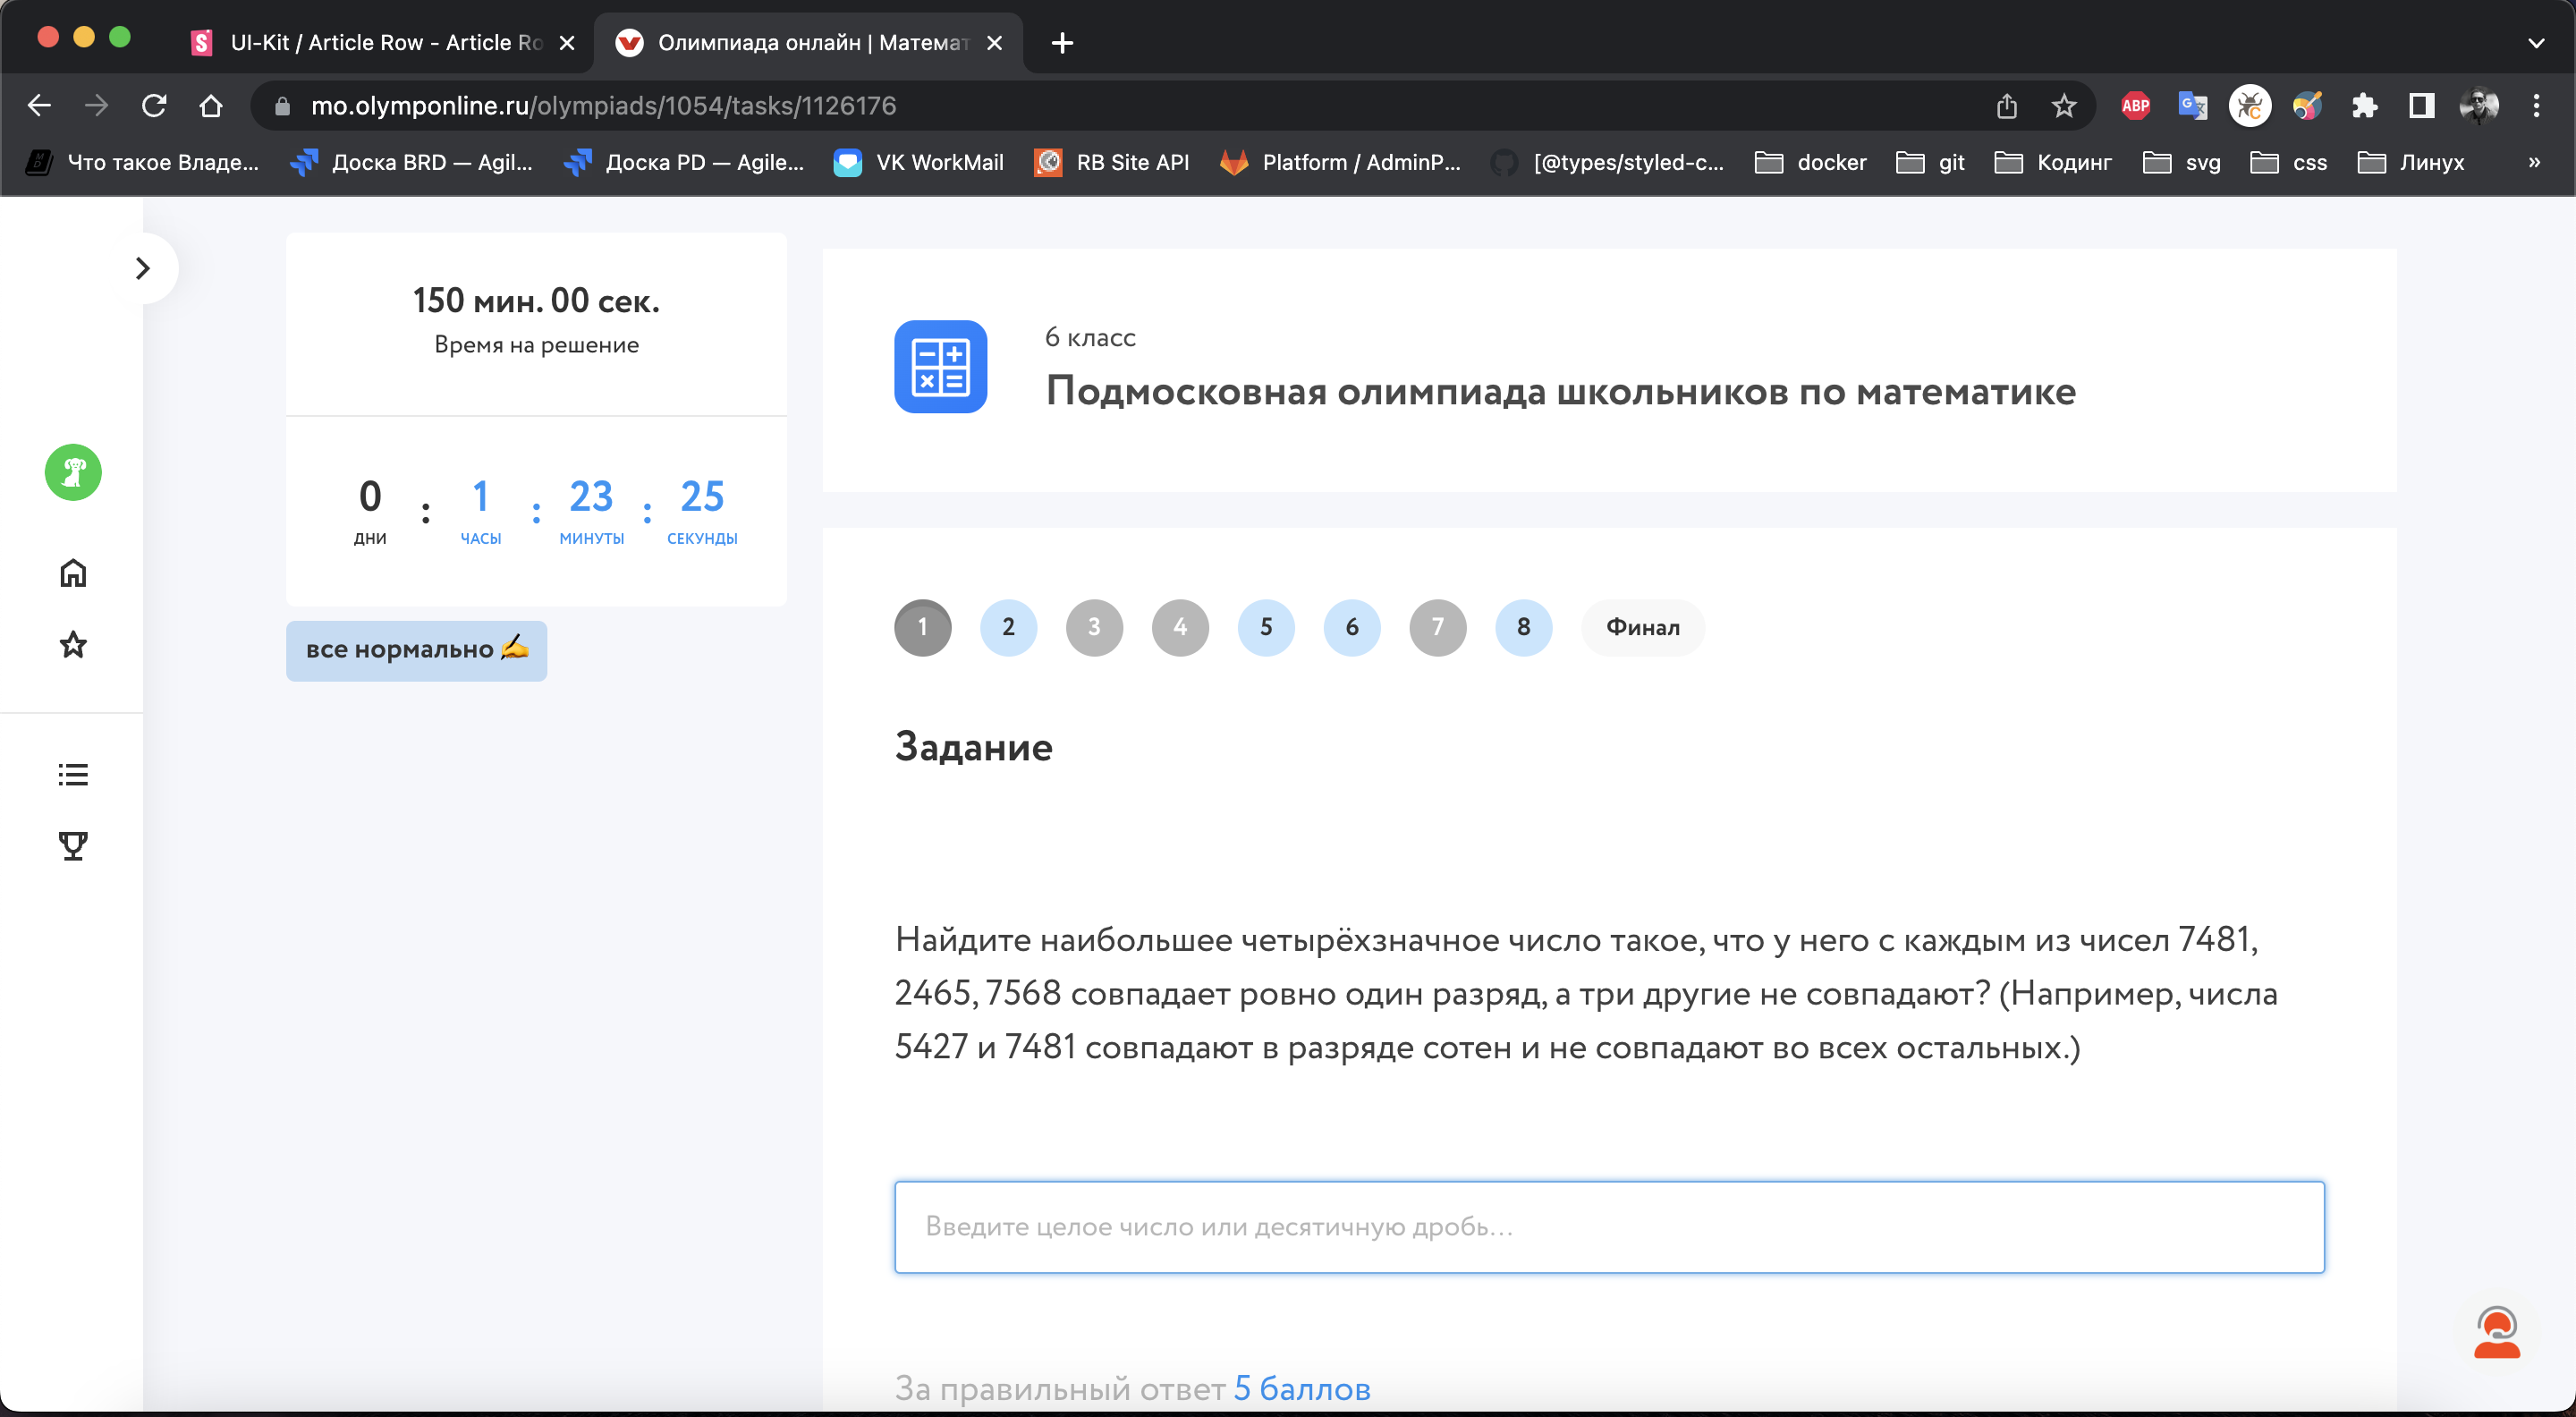 UI-Kit / Article Row - Article Ro
Олимпиада онлайн | Математ
mo.olymponline.ru/olympiads/1054/tasks/1126176
ABP
Что такое Владе...
Доска BRD — Agil...
Доска PD — Agile...
VK WorkMail
RB Site API
Platform / AdminP...
[@types/styled-c...
docker
git
Кодинг
svg
css
Линух
»
150 мин. 00 сек.
Время на решение
0 : 1 : 23 : 25
ДНИ ЧАСЫ МИНУТЫ СЕКУНДЫ
все нормально ✍️
6 класс
Подмосковная олимпиада школьников по математике
1 2 3 4 5 6 7 8 Финал
Задание
Найдите наибольшее четырёхзначное число такое, что у него с каждым из чисел 7481,
2465, 7568 совпадает ровно один разряд, а три другие не совпадают? (Например, числа
5427 и 7481 совпадают в разряде сотен и не совпадают во всех остальных.)
Введите целое число или десятичную дробь...
За правильный ответ 5 баллов